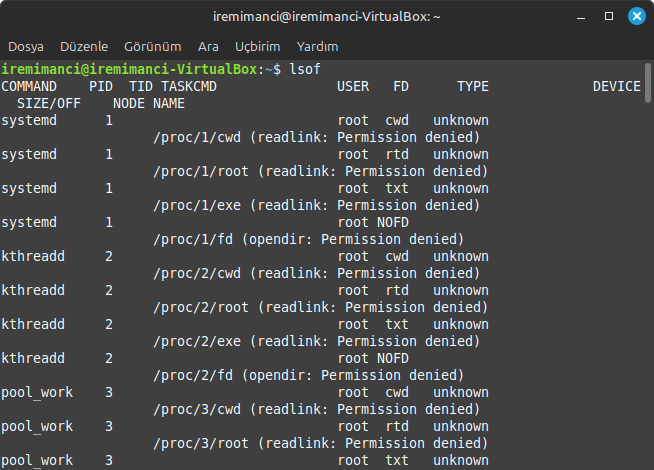 iremimanci@iremimanci-VirtualBox: ~
Dosya Düzenle Görünüm Ara Uçbirim Yardım
iremimanci@iremimanci-VirtualBox:~$ lsof
COMMAND    PID  TID TASKCMD               USER   FD      TYPE             DEVICE
  SIZE/OFF    NODE NAME
systemd      1                            root  cwd   unknown
                   /proc/1/cwd (readlink: Permission denied)
systemd      1                            root  rtd   unknown
                   /proc/1/root (readlink: Permission denied)
systemd      1                            root  txt   unknown
                   /proc/1/exe (readlink: Permission denied)
systemd      1                            root NOFD
                   /proc/1/fd (opendir: Permission denied)
kthreadd     2                            root  cwd   unknown
                   /proc/2/cwd (readlink: Permission denied)
kthreadd     2                            root  rtd   unknown
                   /proc/2/root (readlink: Permission denied)
kthreadd     2                            root  txt   unknown
                   /proc/2/exe (readlink: Permission denied)
kthreadd     2                            root NOFD
                   /proc/2/fd (opendir: Permission denied)
pool_work    3                            root  cwd   unknown
                   /proc/3/cwd (readlink: Permission denied)
pool_work    3                            root  rtd   unknown
                   /proc/3/root (readlink: Permission denied)
pool_work    3                            root  txt   unknown